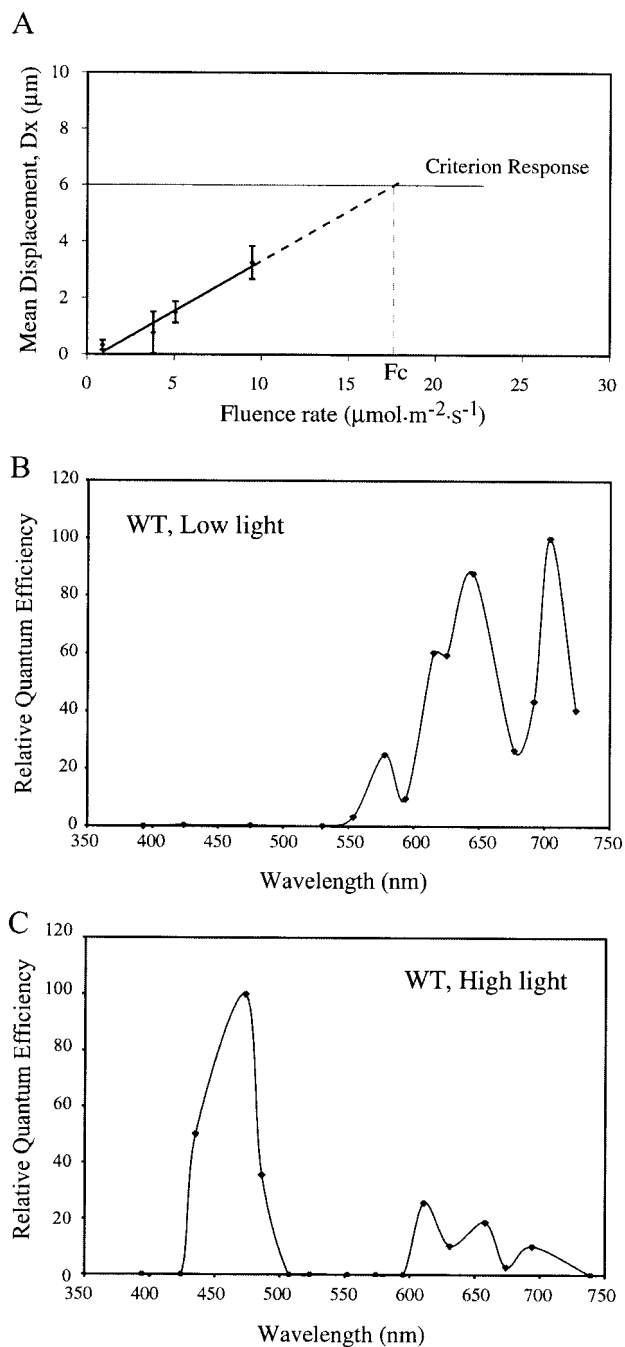 A
10
8
6
4
2
0
Mean Displacement, Dx (µm)
Criterion Response
0 5 10 15 20 25 30
Fc
Fluence rate (µmol·m-2·s-1)
B
120
100
80
60
40
20
0
Relative Quantum Efficiency
WT, Low light
350 400 450 500 550 600 650 700 750
Wavelength (nm)
C
120
100
80
60
40
20
0
Relative Quantum Efficiency
WT, High light
350 400 450 500 550 600 650 700 750
Wavelength (nm)